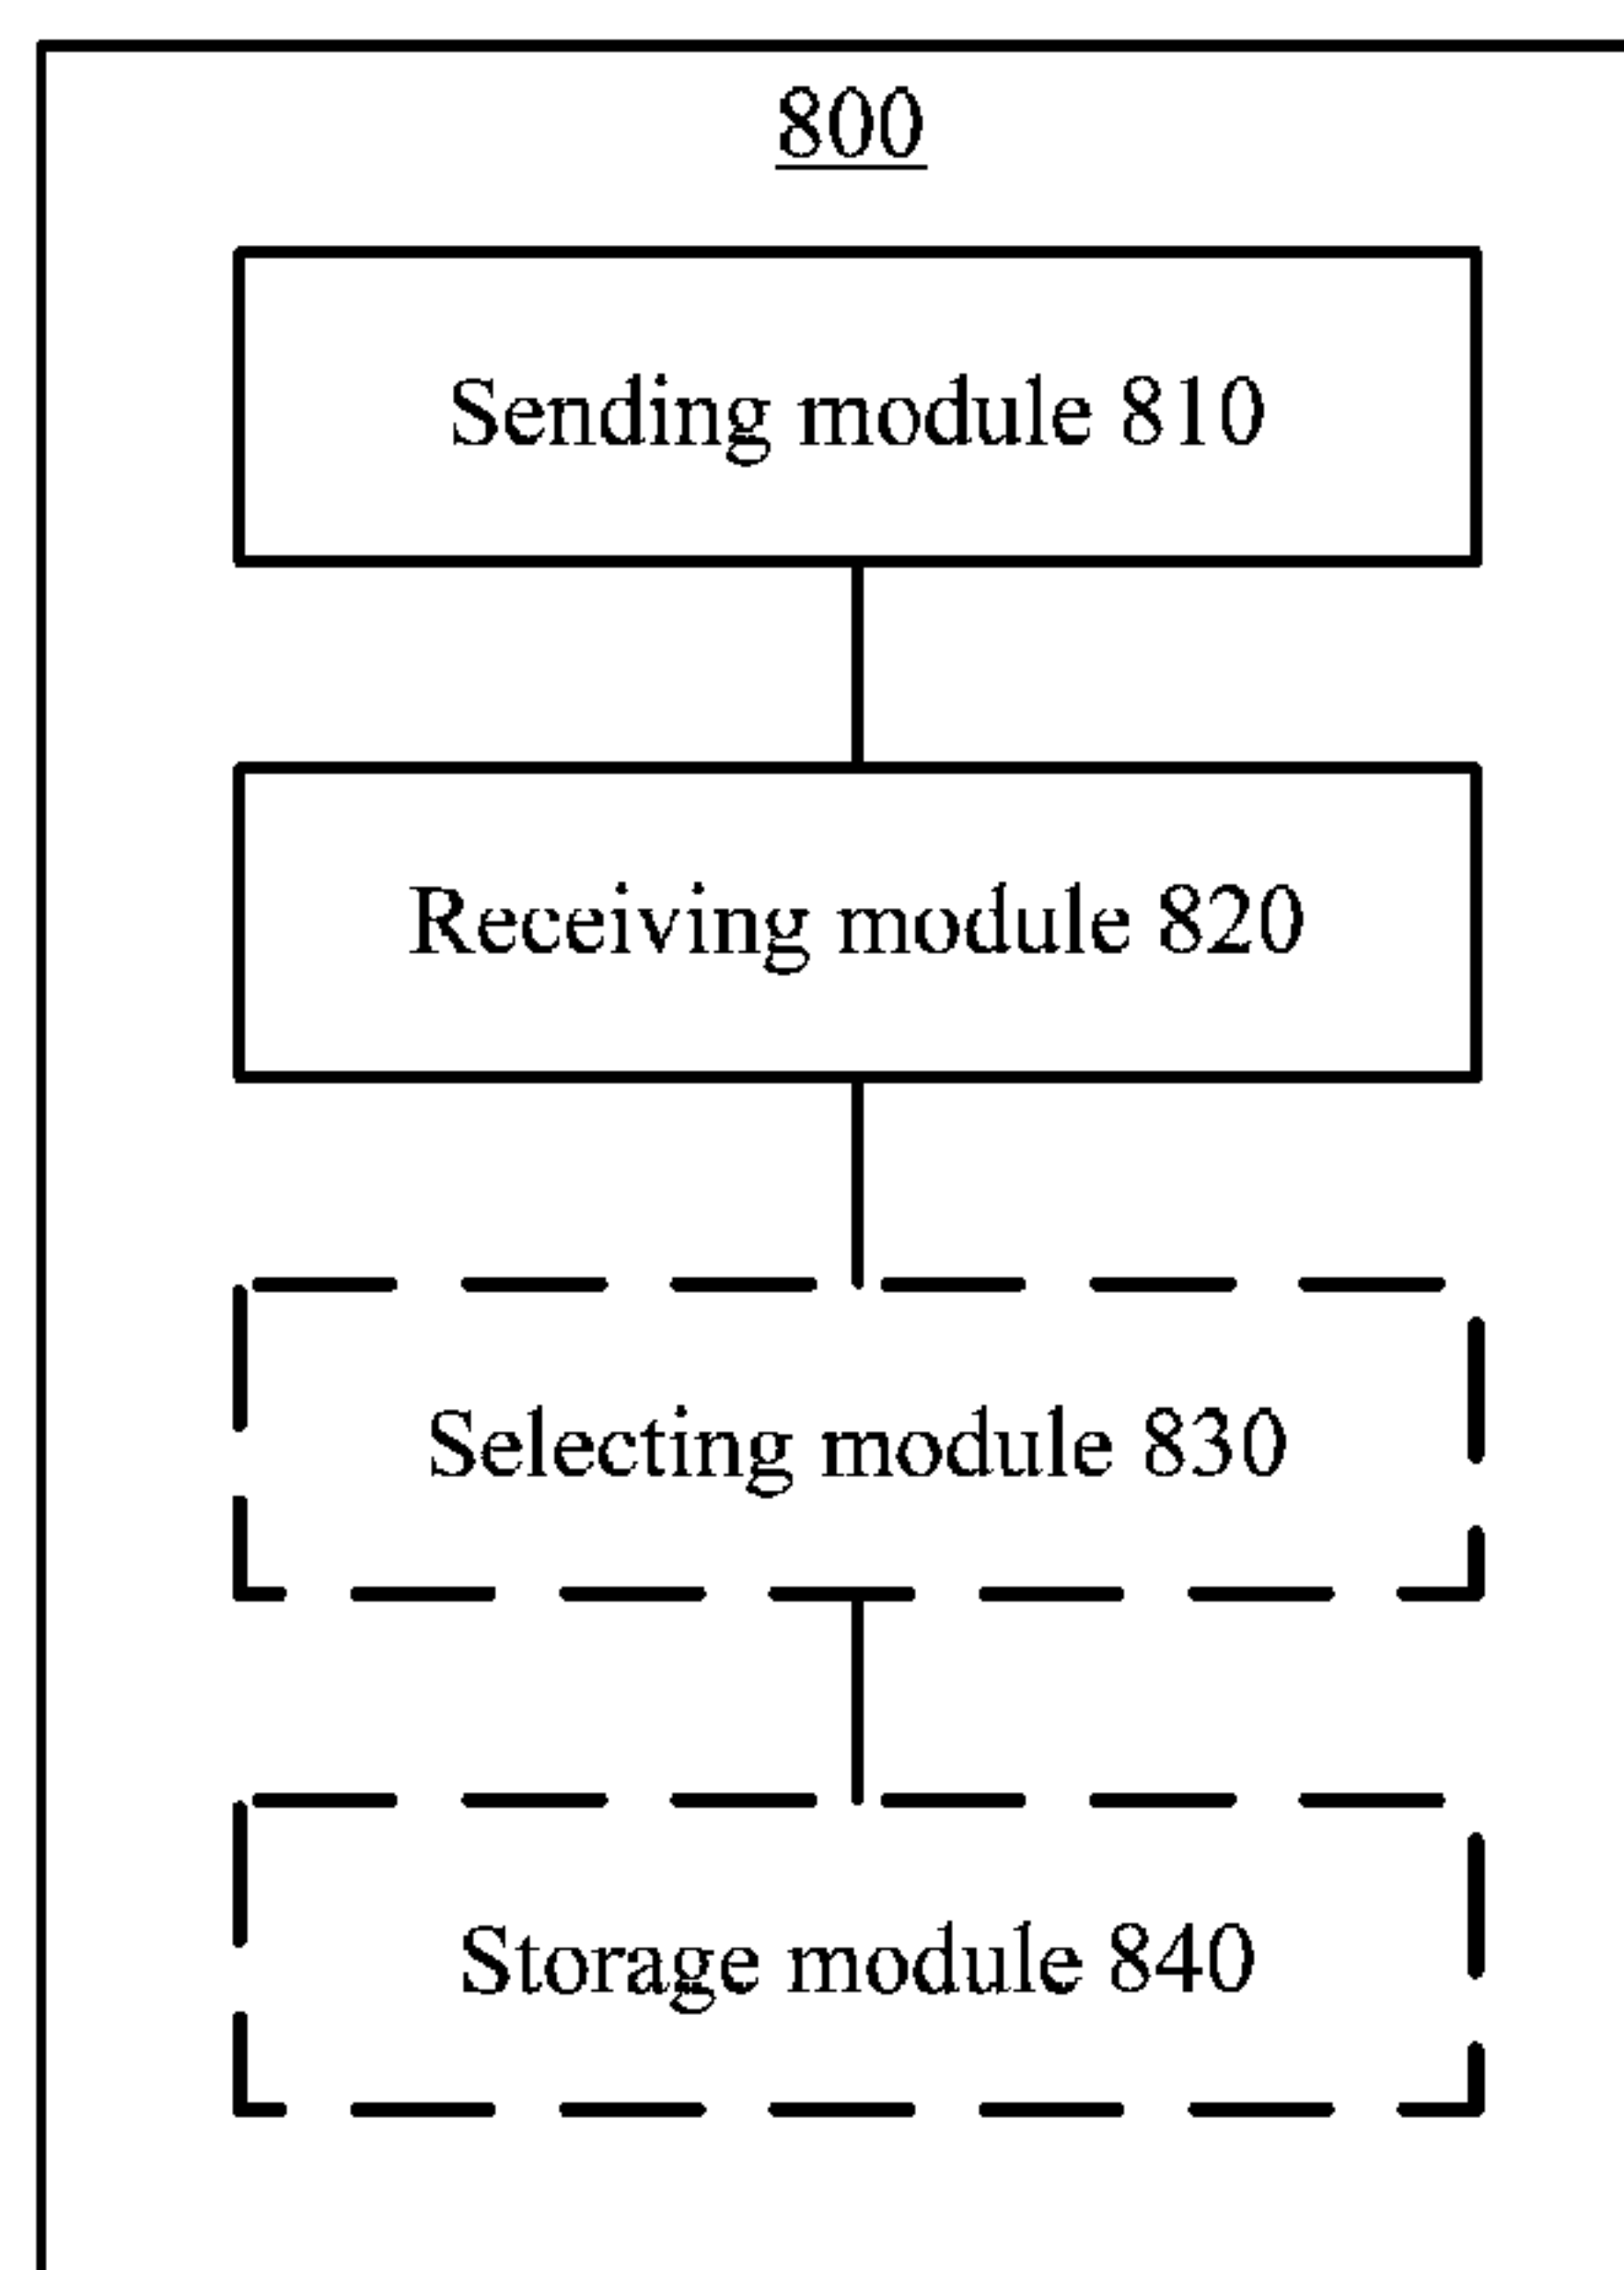 800
Sending module 810
Receiving module 820
Selecting module 830
Storage module 840